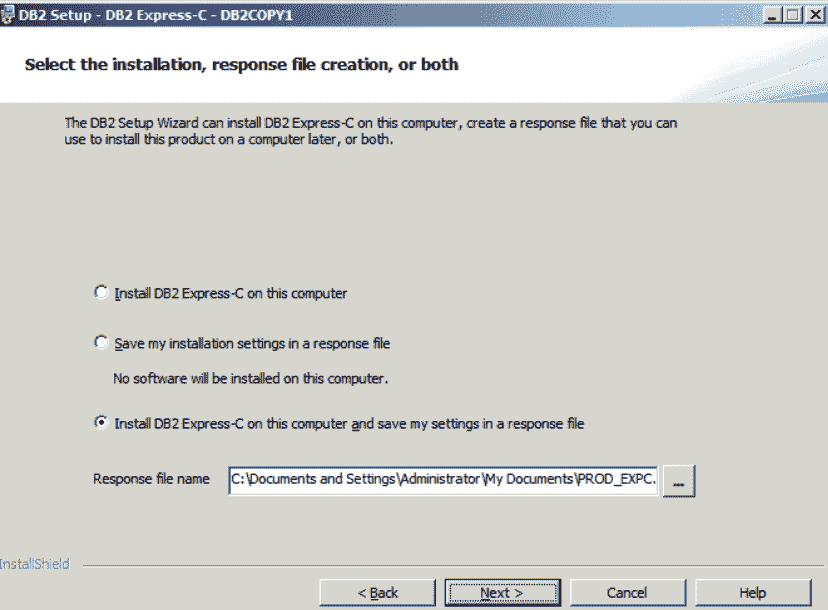 DB2 Setup - DB2 Express-C - DB2COPY1
Select the installation, response file creation, or both
The DB2 Setup Wizard can install DB2 Express-C on this computer, create a response file that you can
use to install this product on a computer later, or both.
Install DB2 Express-C on this computer
Save my installation settings in a response file
No software will be installed on this computer.
Install DB2 Express-C on this computer and save my settings in a response file
Response file name C:\Documents and Settings\Administrator\My Documents\PROD_EXPC. ...
InstallShield
< Back Next > Cancel Help